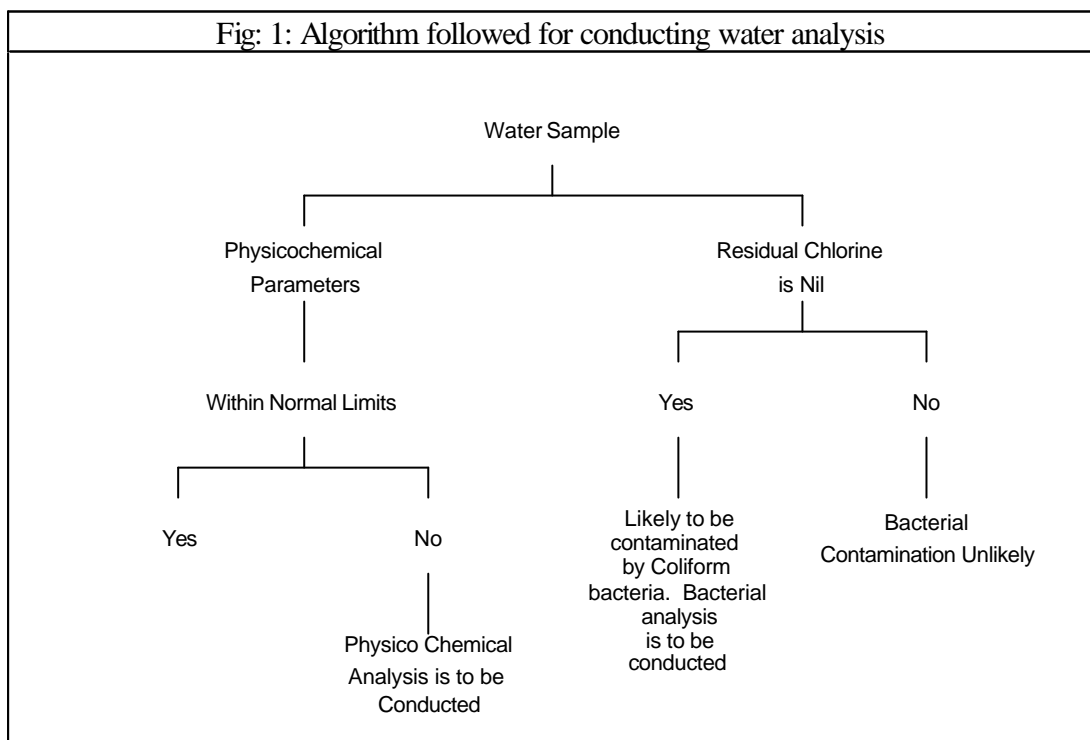 Fig: 1: Algorithm followed for conducting water analysis
Water Sample
Physicochemical
Parameters
Residual Chlorine
is Nil
Within Normal Limits
Yes
No
Yes
No
Physico Chemical
Analysis is to be
Conducted
Likely to be
contaminated
by Coliform
bacteria. Bacterial
analysis
is to be
conducted
Bacterial
Contamination Unlikely